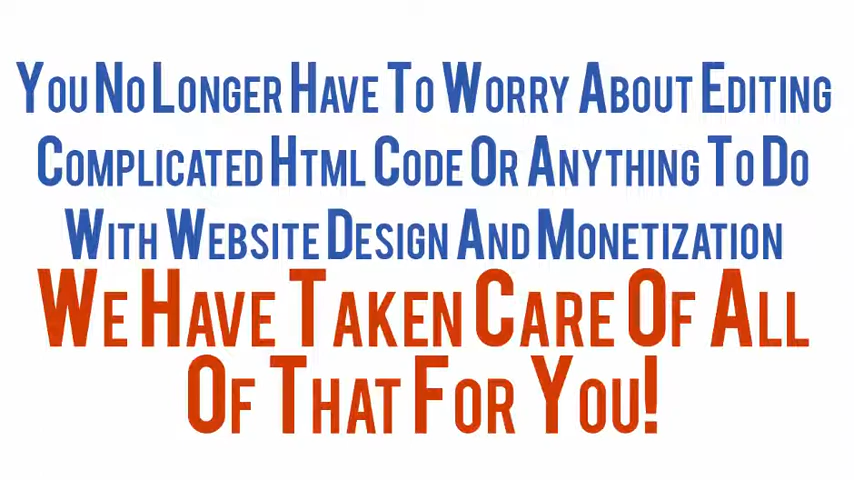 You No Longer Have To Worry About Editing
Complicated Html Code Or Anything To Do
With Website Design And Monetization
We Have Taken Care Of All
Of That For You!